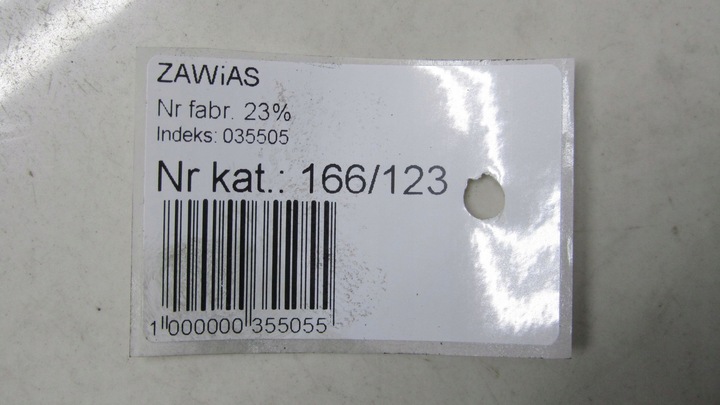 ZAWiAS
Nr fabr. 23%
Indeks: 035505
Nr kat.: 166/123
1 000000 355055